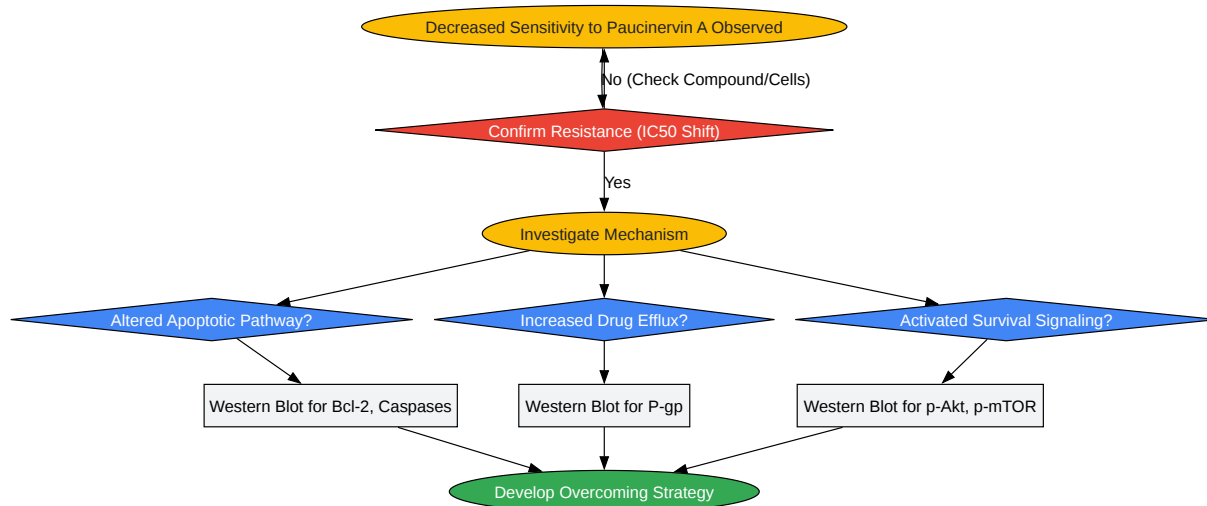 Decreased Sensitivity to Paucinervin A Observed
No (Check Compound/Cells)
Confirm Resistance (IC50 Shift)
Yes
Investigate Mechanism
Altered Apoptotic Pathway?
Increased Drug Efflux?
Activated Survival Signaling?
Western Blot for Bcl-2, Caspases
Western Blot for P-gp
Western Blot for p-Akt, p-mTOR
Develop Overcoming Strategy